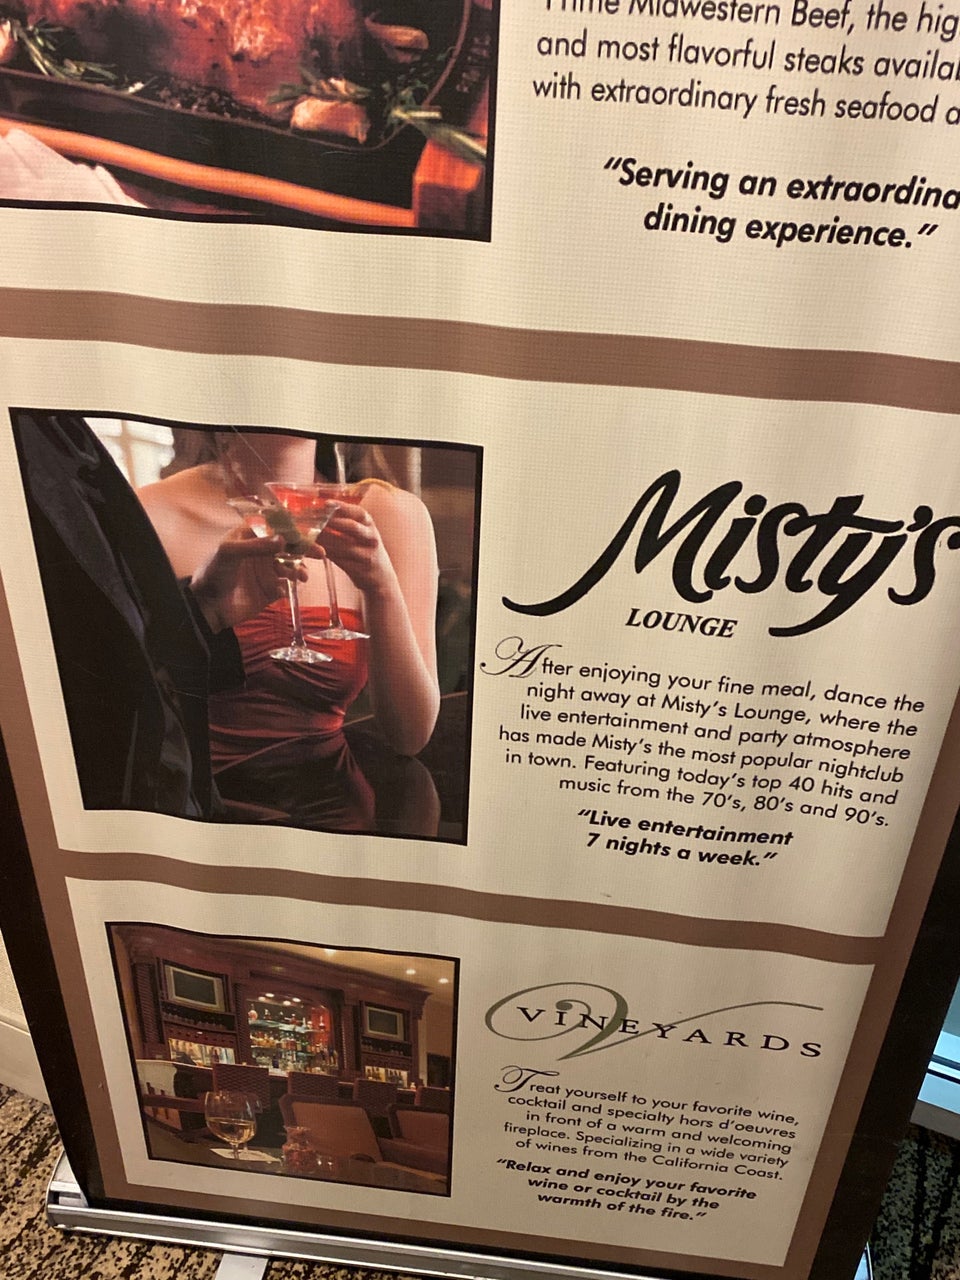 Prime Midwestern Beef, the
and most flavorful steaks
with extraordinary fresh seafood
"Serving an
dining experience."
Misty's
LOUNGE
After enjoying your fine meal, dance the
night away at Misty's Lounge, where the
live entertainment and party atmosphere
has made Misty's the most popular nightclub
in town. Featuring today's top 40 hits and
music from the 70's, 80's and 90's.
"Live entertainment
7 nights a week."
VINEYARDS
Treat yourself to your favorite wine,
cocktail and specialty hors d'oeuvres
in front of a warm and welcoming
fireplace. Specializing in a wide variety
of wines from the California Coast.
"Relax and enjoy your favorite
wine or cocktail by the
warmth of the fire."